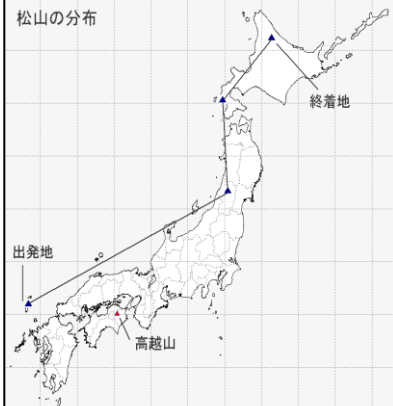 松山の分布
終着地
出発地
高越山